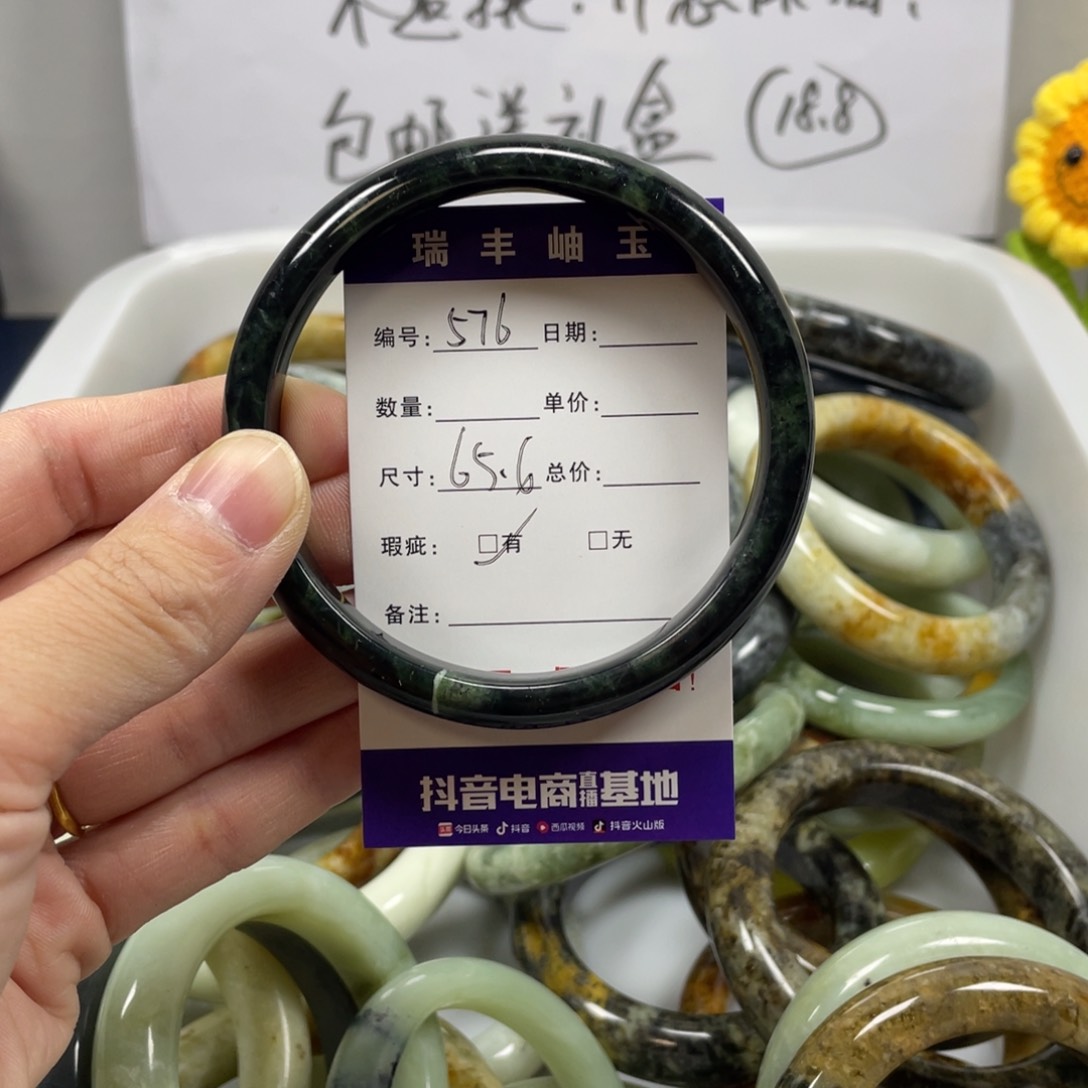 包邮送礼盒 18.8
瑞丰岫玉
编号: 576 日期:
数量: 单价:
尺寸: 65.6 总价:
瑕疵: □有 □无
备注:
!
抖音电商直播基地
今日头条 抖音 西瓜视频 抖音火山版